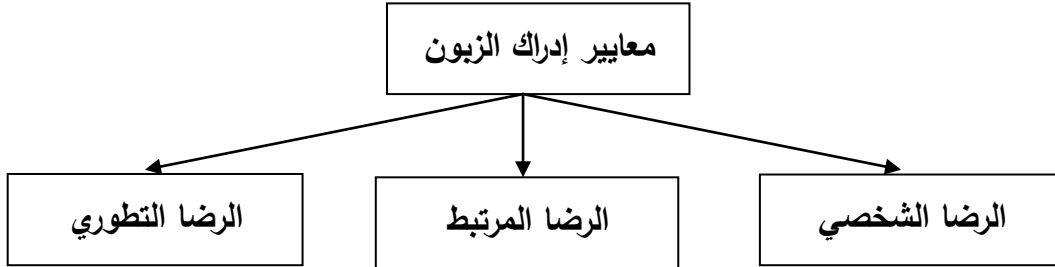 معايير إدراك الزبون
الرضا الشخصي
الرضا المرتبط
الرضا التطوري